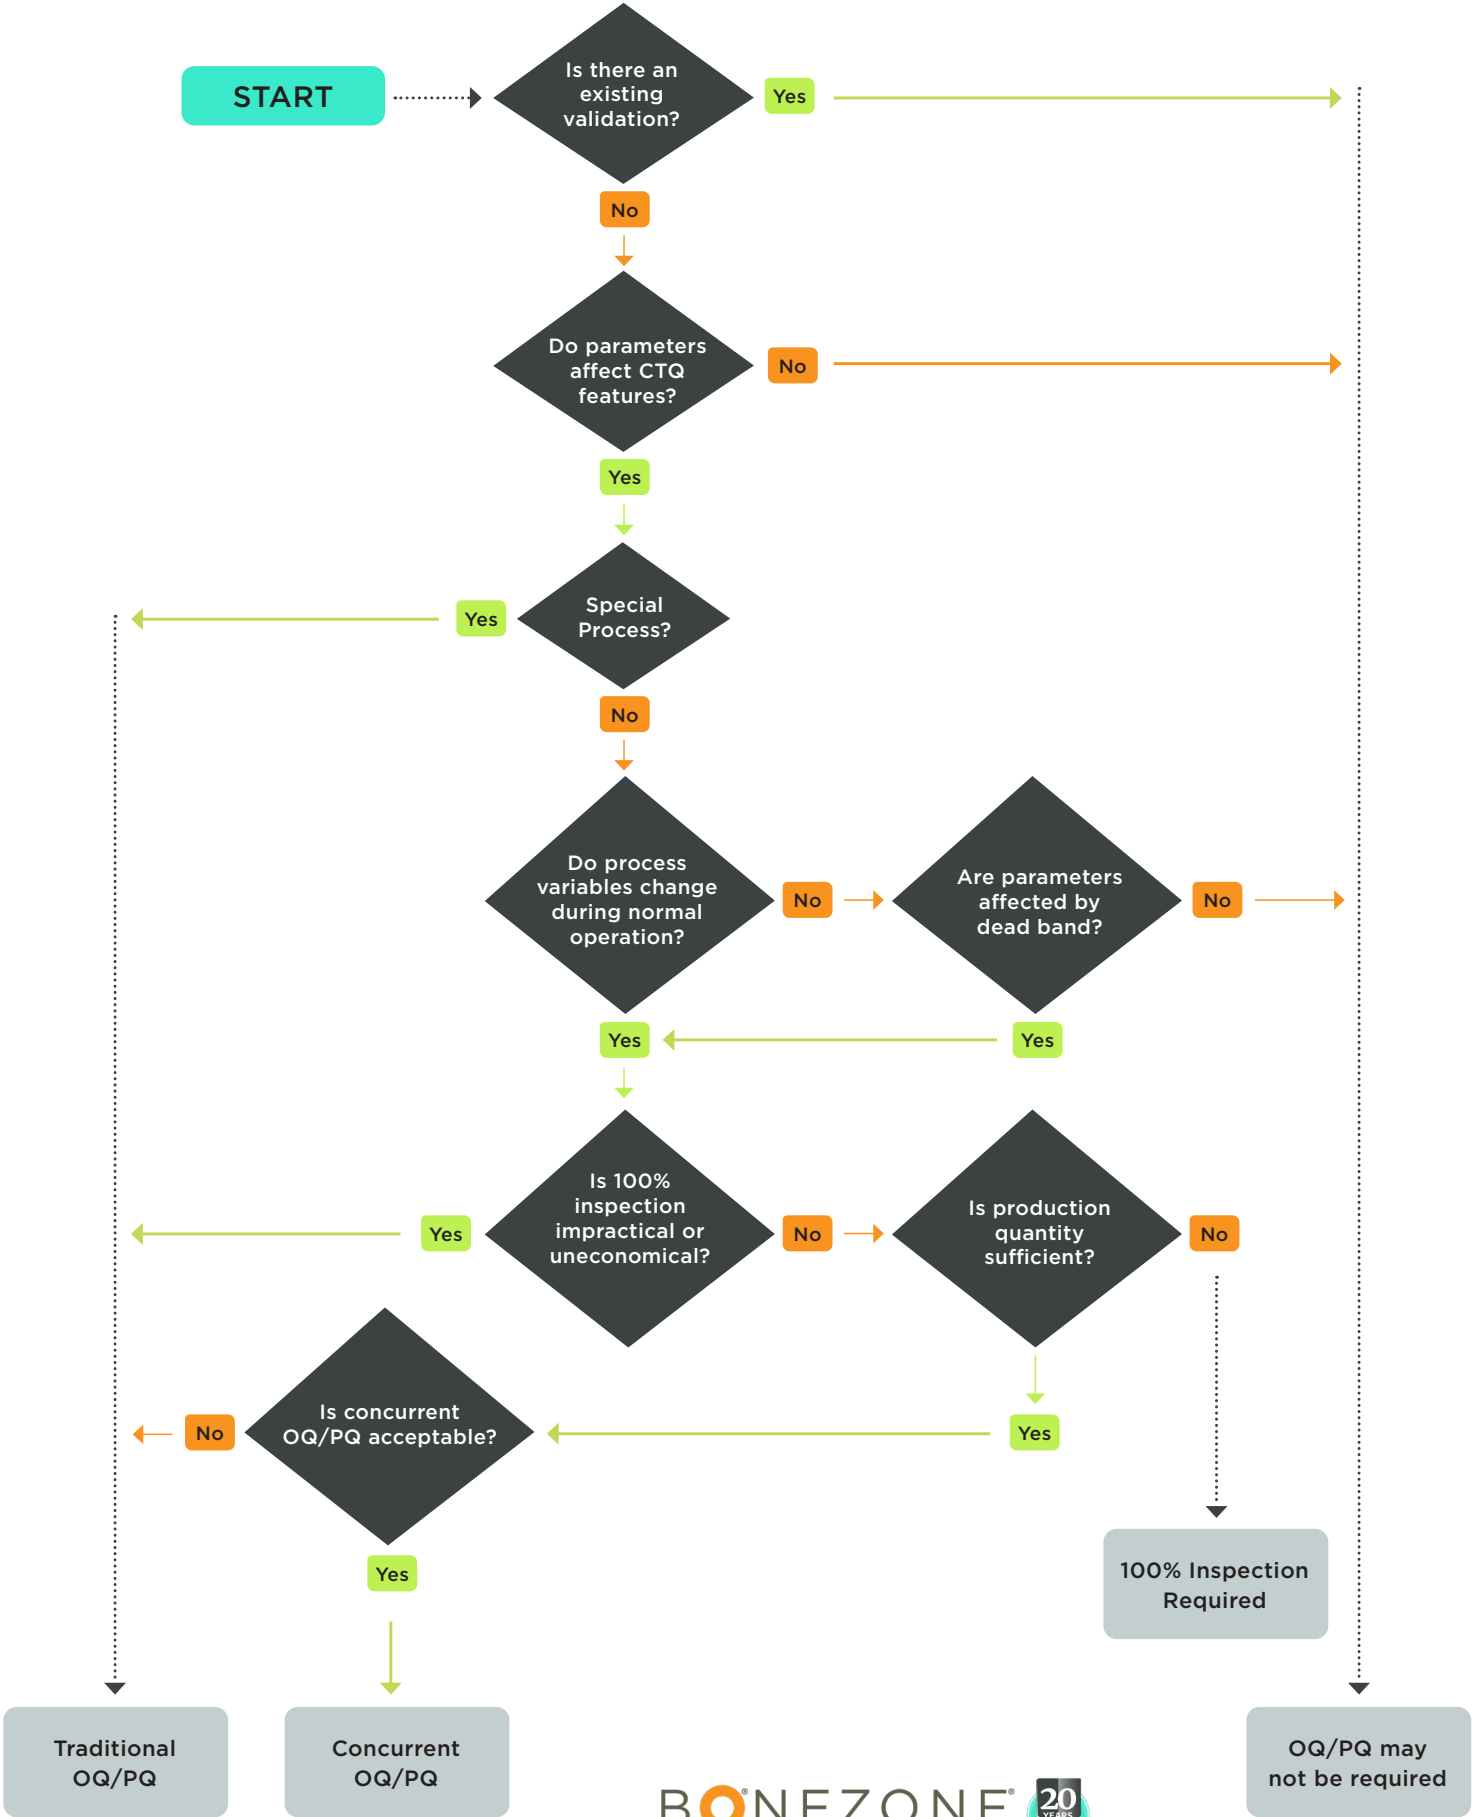 START
Is there an
existing
validation?
Yes
No
Do parameters
affect CTQ
features?
No
Yes
Special
Process?
Yes
No
Do process
variables change
during normal
operation?
No
Are parameters
affected by
dead band?
No
Yes
Yes
Is 100%
inspection
impractical or
uneconomical?
Yes
No
Is production
quantity
sufficient?
No
Yes
Is concurrent
OQ/PQ acceptable?
No
Yes
100% Inspection
Required
Traditional
OQ/PQ
Concurrent
OQ/PQ
OQ/PQ may
not be required
BONEZONE®
20
YEARS